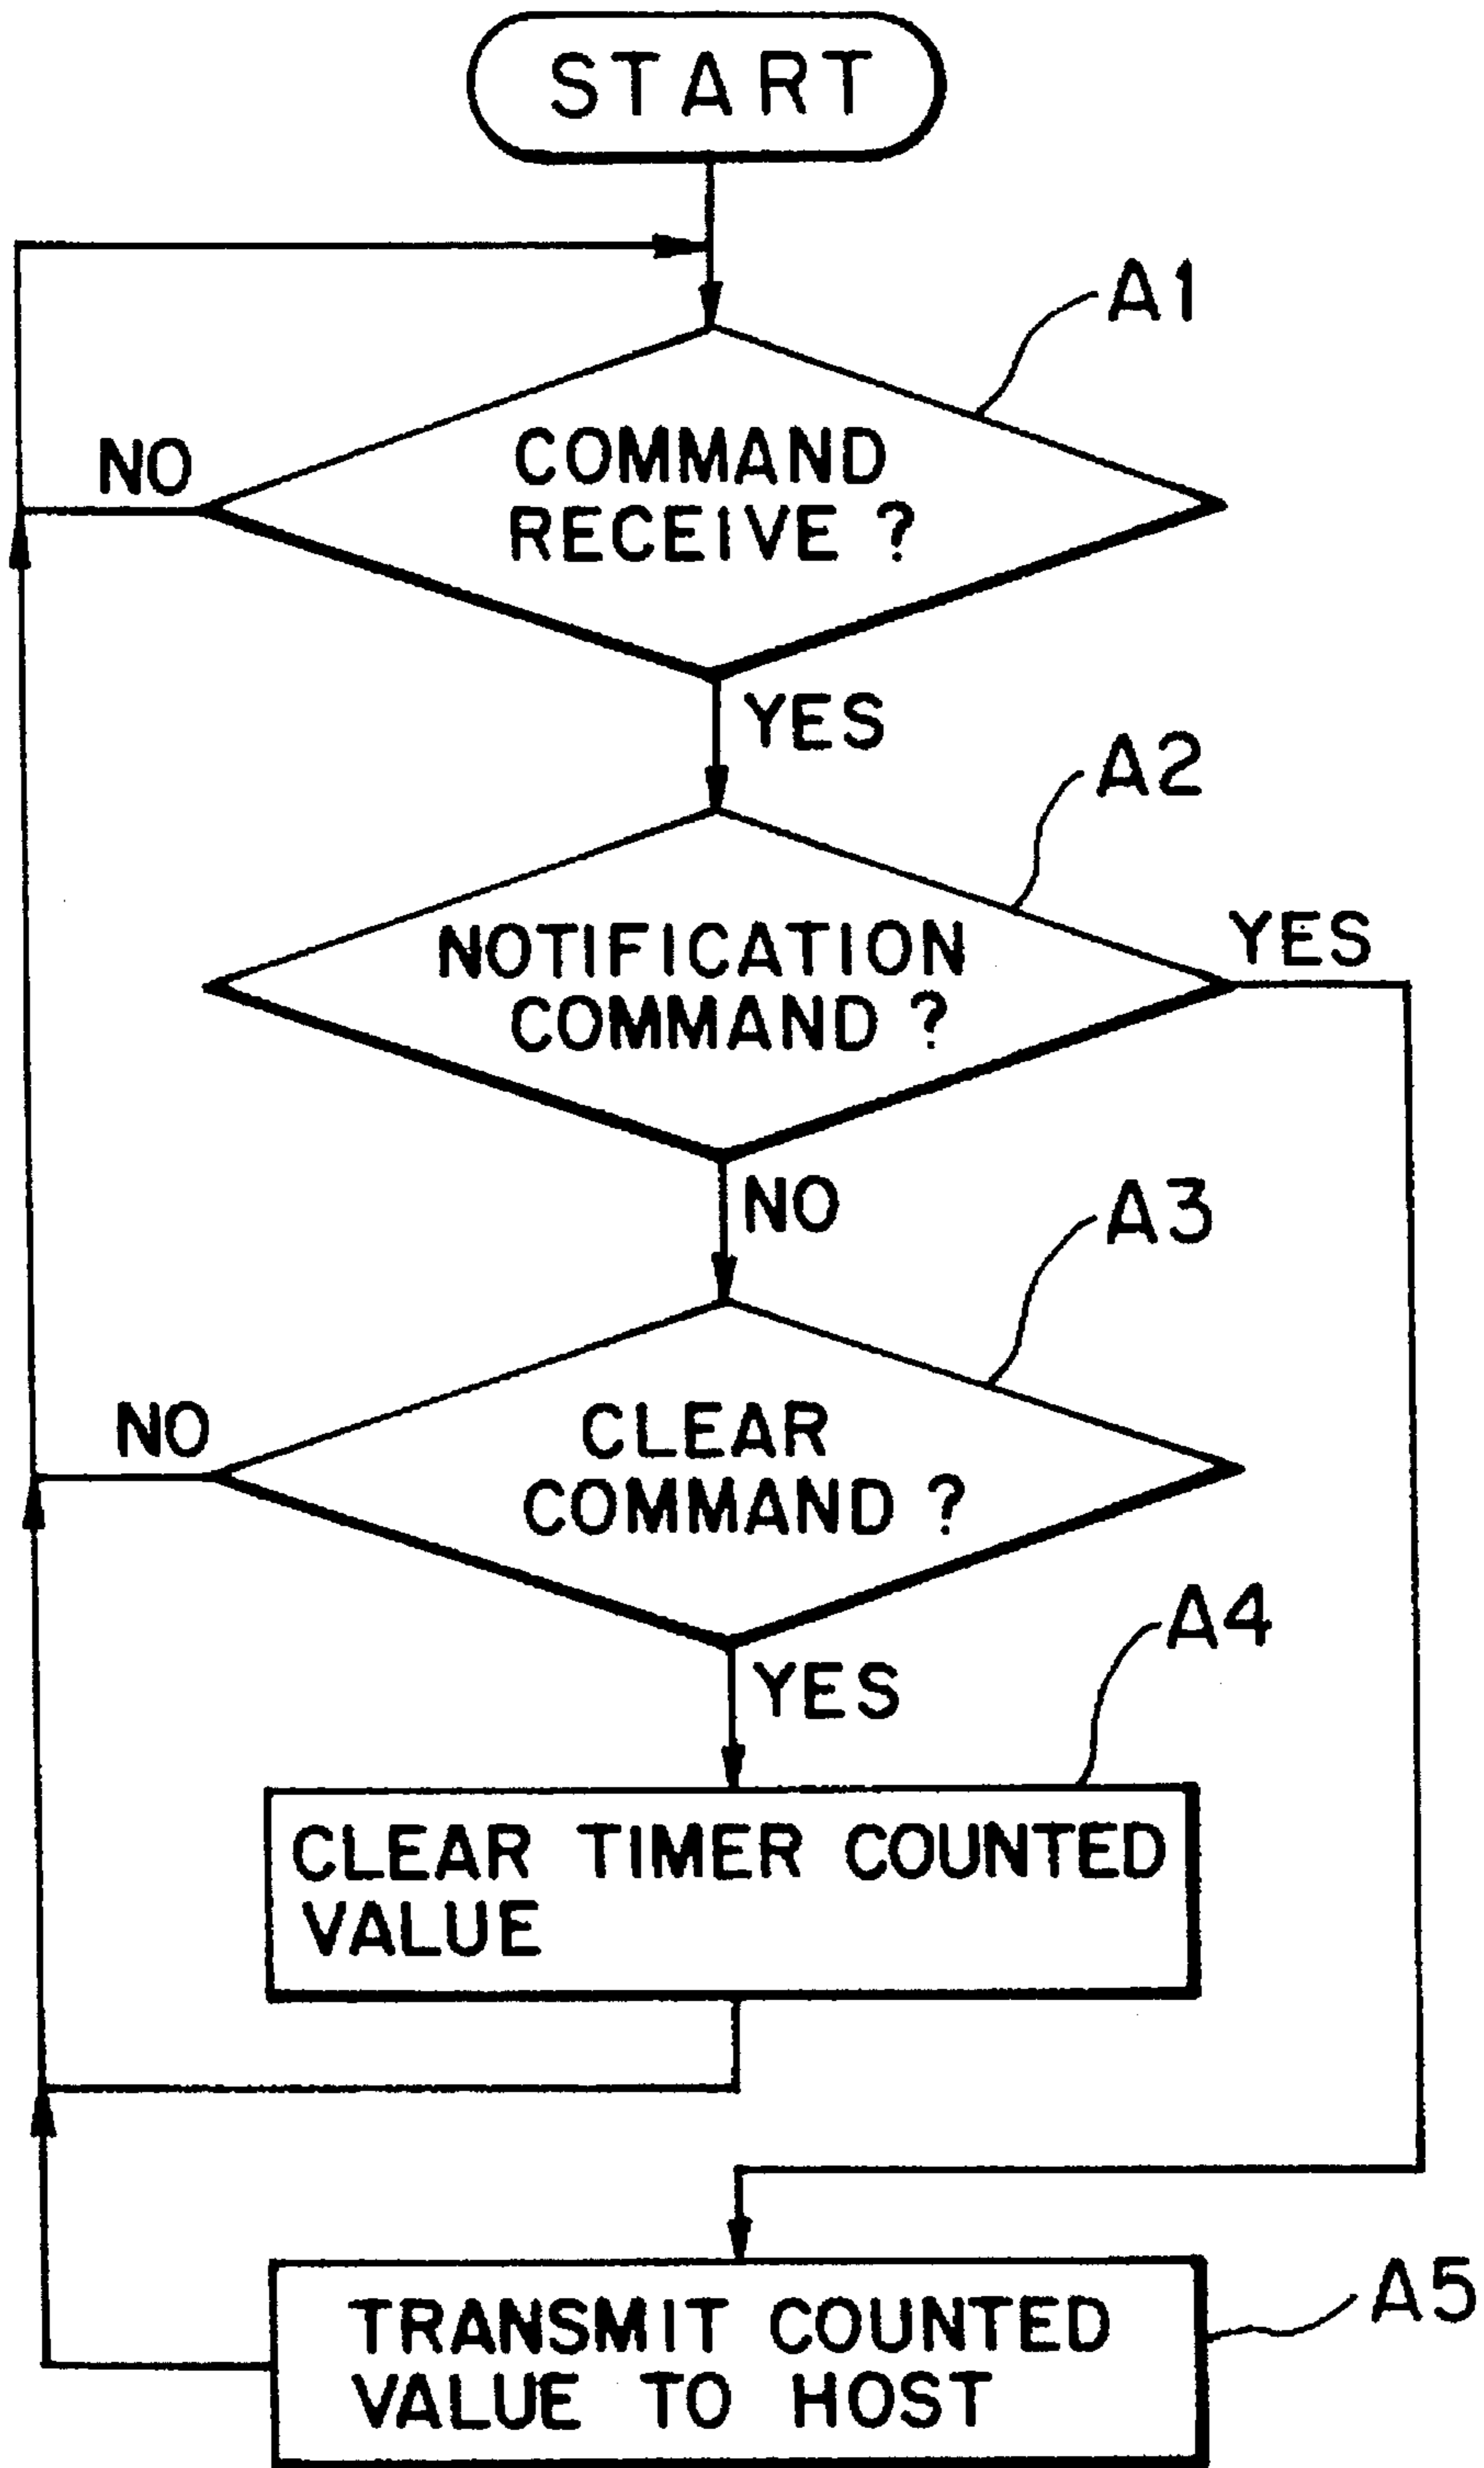 START
A1
COMMAND
RECEIVE ?
NO
YES
A2
NOTIFICATION
COMMAND ?
YES
NO
A3
CLEAR
COMMAND ?
NO
YES
A4
CLEAR TIMER COUNTED
VALUE
TRANSMIT COUNTED
VALUE TO HOST
A5